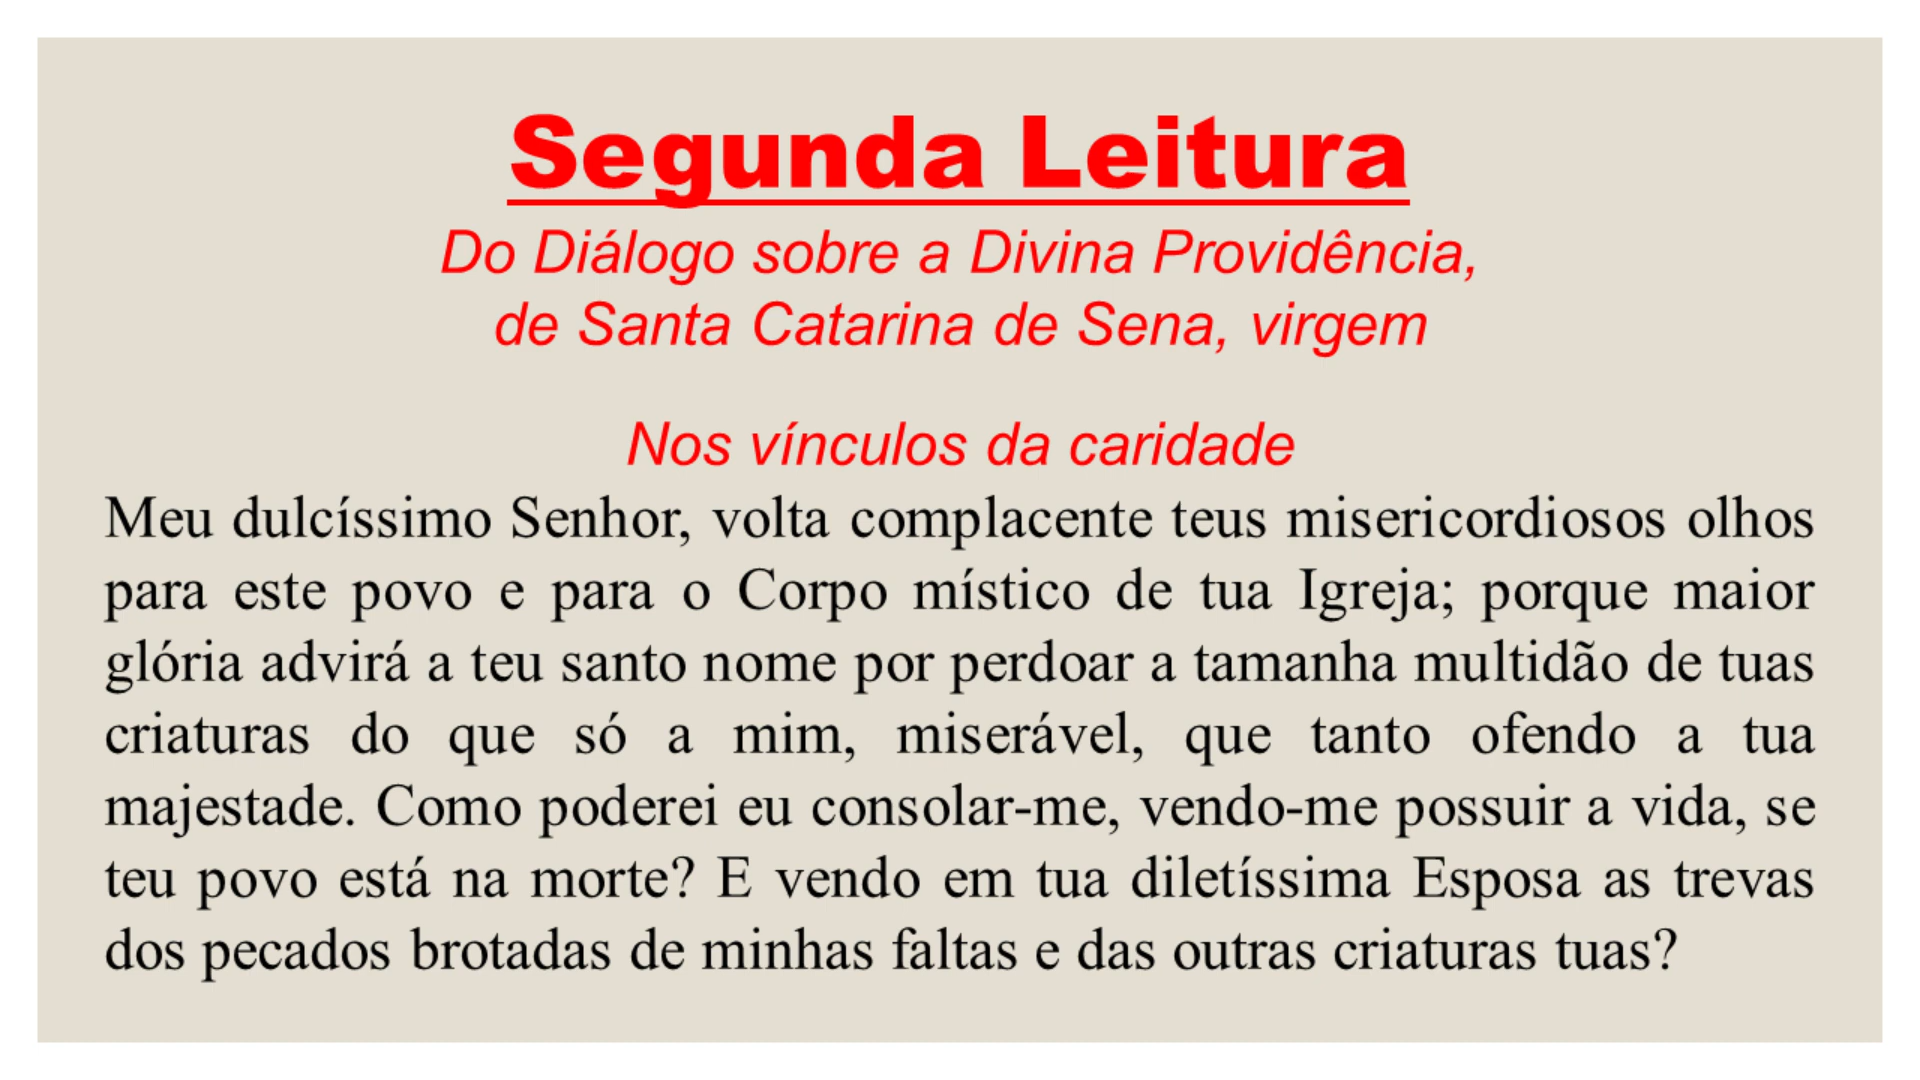 Segunda Leitura
Do Diálogo sobre a Divina Providência,
de Santa Catarina de Sena, virgem
Nos vínculos da caridade
Meu dulcíssimo Senhor, volta complacente teus misericordiosos olhos
para este povo e para o Corpo místico de tua Igreja; porque maior
glória advirá a teu santo nome por perdoar a tamanha multidão de tuas
criaturas do que só a mim, miserável, que tanto ofendo a tua
majestade. Como poderei eu consolar-me, vendo-me possuir a vida, se
teu povo está na morte? E vendo em tua diletíssima Esposa as trevas
dos pecados brotadas de minhas faltas e das outras criaturas tuas?